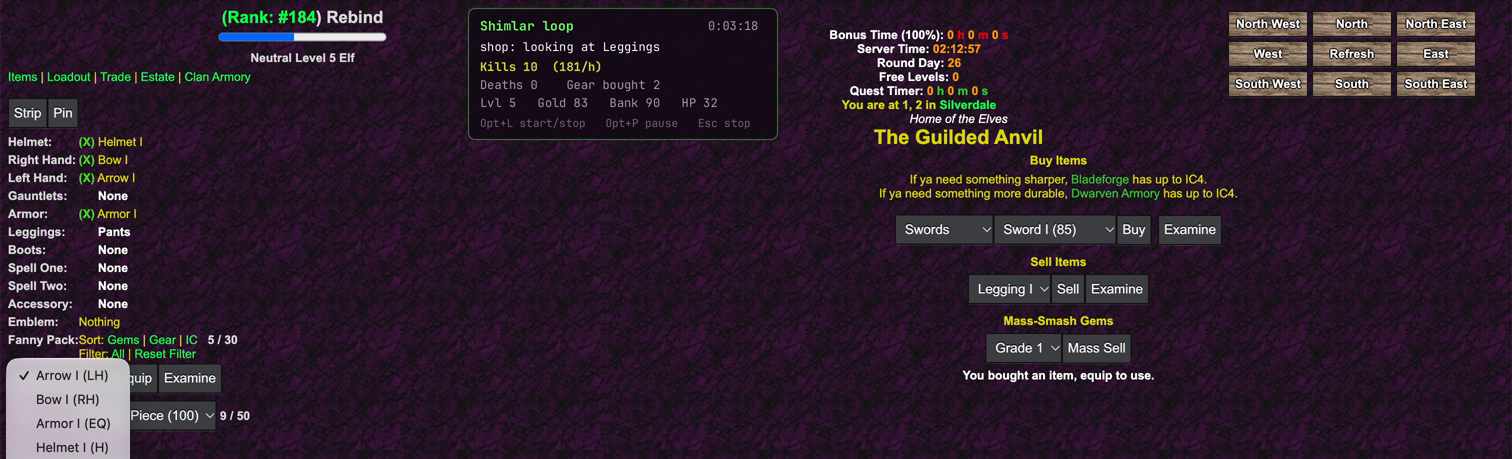 (Rank: #184) Rebind
Neutral Level 5 Elf
Items | Loadout | Trade | Estate | Clan Armory
Strip Pin
Helmet: (X) Helmet I
Right Hand: (X) Bow I
Left Hand: (X) Arrow I
Gauntlets: None
Armor: (X) Armor I
Leggings: Pants
Boots: None
Spell One: None
Spell Two: None
Accessory: None
Emblem: Nothing
Fanny Pack: Sort: Gems | Gear | IC 5 / 30
Filter: All | Reset Filter
✓ Arrow I (LH)
Bow I (RH)
Armor I (EQ)
Helmet I (H)
quip Examine
Piece (100) 9 / 50
Shimlar loop 0:03:18
shop: looking at Leggings
Kills 10 (181/h)
Deaths 0 Gear bought 2
Lvl 5 Gold 83 Bank 90 HP 32
Opt+L start/stop Opt+P pause Esc stop
Bonus Time (100%): 0 h 0 m 0 s
Server Time: 02:12:57
Round Day: 26
Free Levels: 0
Quest Timer: 0 h 0 m 0 s
You are at 1, 2 in Silverdale
Home of the Elves
The Guilded Anvil
Buy Items
If ya need something sharper, Bladeforge has up to IC4.
If ya need something more durable, Dwarven Armory has up to IC4.
Swords Sword I (85) Buy Examine
Sell Items
Legging I Sell Examine
Mass-Smash Gems
Grade 1 Mass Sell
You bought an item, equip to use.
North West North North East
West Refresh East
South West South South East